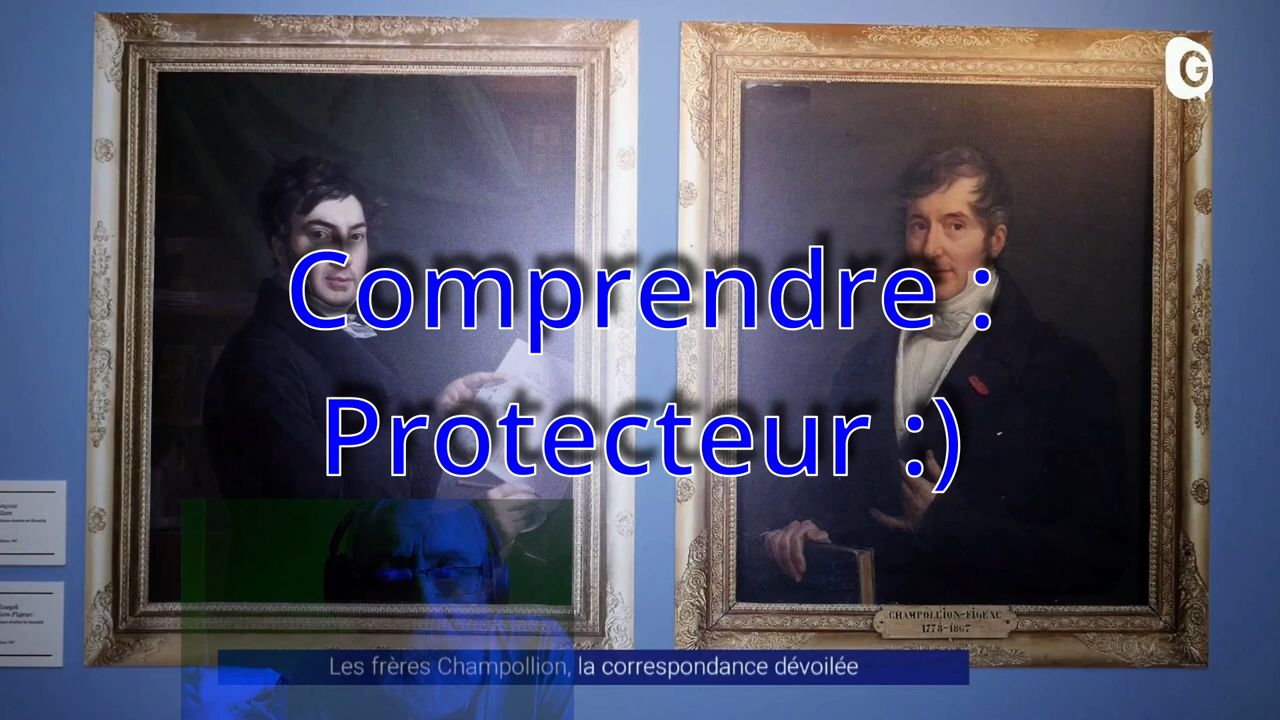 G
Comprendre :
Protecteur :)
CHAMPOLLION-FIGEAC
1778-1867
Les frères Champollion, la correspondance dévoilée